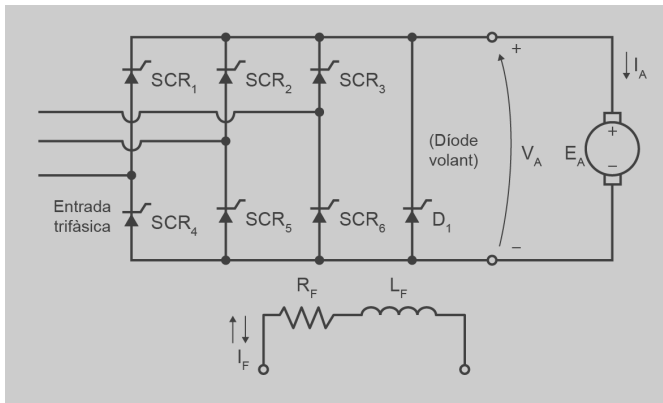 SCR1
SCR2
SCR3
+
IA
(Díode
volant)
VA
EA
+
−
Entrada
trifàsica
SCR4
SCR5
SCR6
D1
−
RF
LF
IF